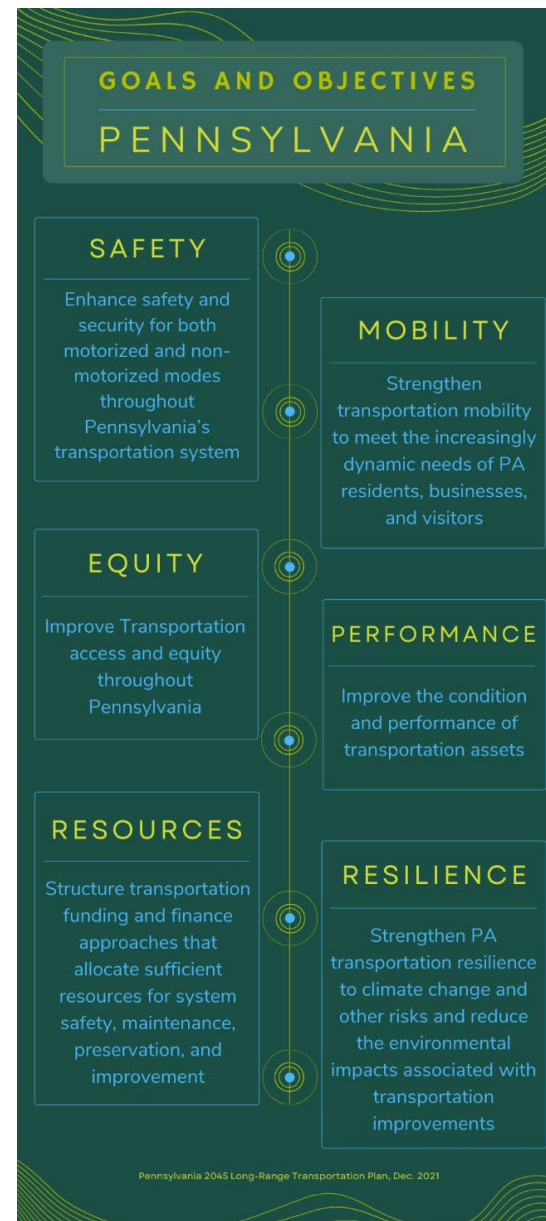 GOALS AND OBJECTIVES
PENNSYLVANIA
SAFETY
Enhance safety and
security for both
motorized and non-
motorized modes
throughout
Pennsylvania's
transportation system
MOBILITY
Strengthen
transportation mobility
to meet the increasingly
dynamic needs of PA
residents, businesses,
and visitors
EQUITY
Improve Transportation
access and equity
throughout
Pennsylvania
PERFORMANCE
Improve the condition
and performance of
transportation assets
RESOURCES
Structure transportation
funding and finance
approaches that
allocate sufficient
resources for system
safety, maintenance,
preservation, and
improvement
RESILIENCE
Strengthen PA
transportation resilience
to climate change and
other risks and reduce
the environmental
impacts associated with
transportation
improvements
Pennsylvania 2045 Long-Range Transportation Plan, Dec. 2021